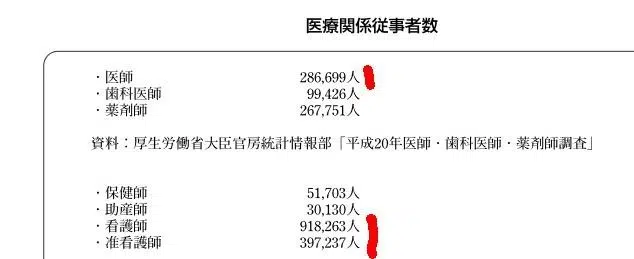 医療関係従事者数
・医師 286,699人
・歯科医師 99,426人
・薬剤師 267,751人
資料：厚生労働省大臣官房統計情報部「平成20年医師・歯科医師・薬剤師調査」
・保健師 51,703人
・助産師 30,130人
・看護師 918,263人
・准看護師 397,237人